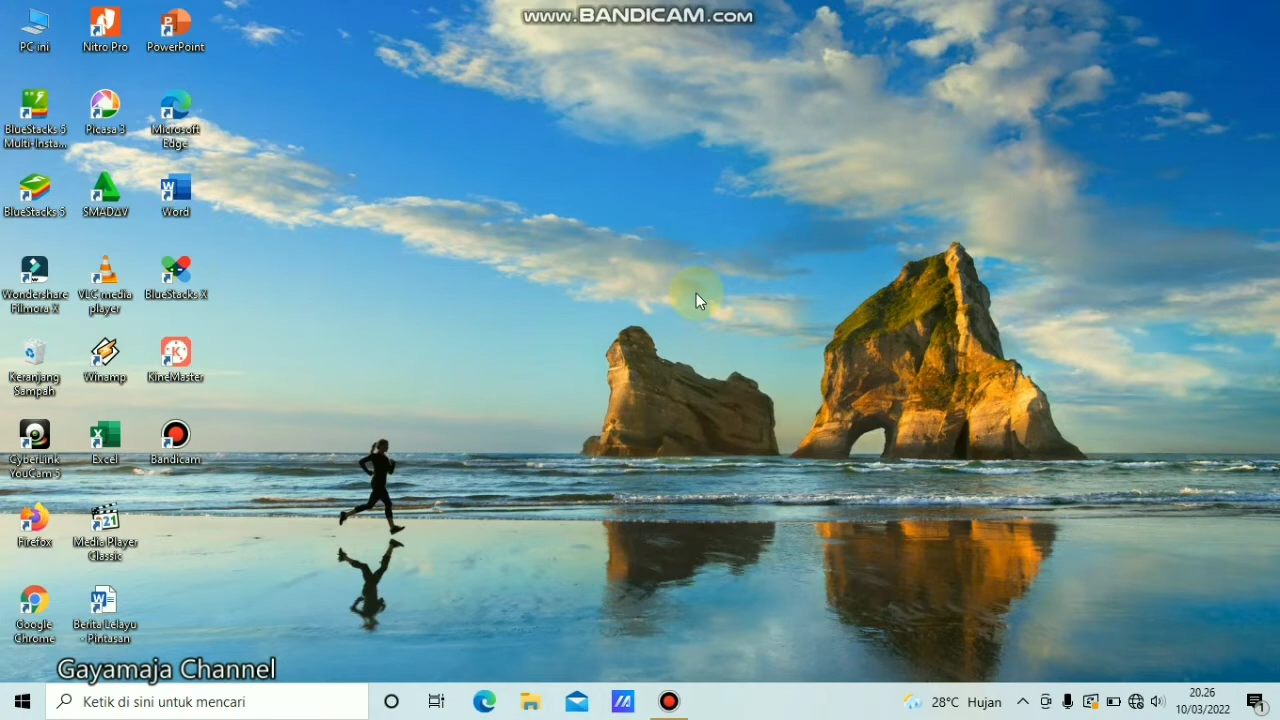 www.BANDICAM.com
PC ini
Nitro Pro
PowerPoint
BlueStacks 5
Multi-Insta...
Picasa 3
Microsoft
Edge
BlueStacks 5
SMADΔV
Word
Wondershare
Filmora X
VLC media
player
BlueStacks X
Keranjang
Sampah
Winamp
KineMaster
CyberLink
YouCam 5
Excel
Bandicam
Firefox
321
Media Player
Classic
Google
Chrome
Berita Lelayu
- Pintasan
Gayamaja Channel
Ketik di sini untuk mencari
28°C Hujan
20.26
10/03/2022
1